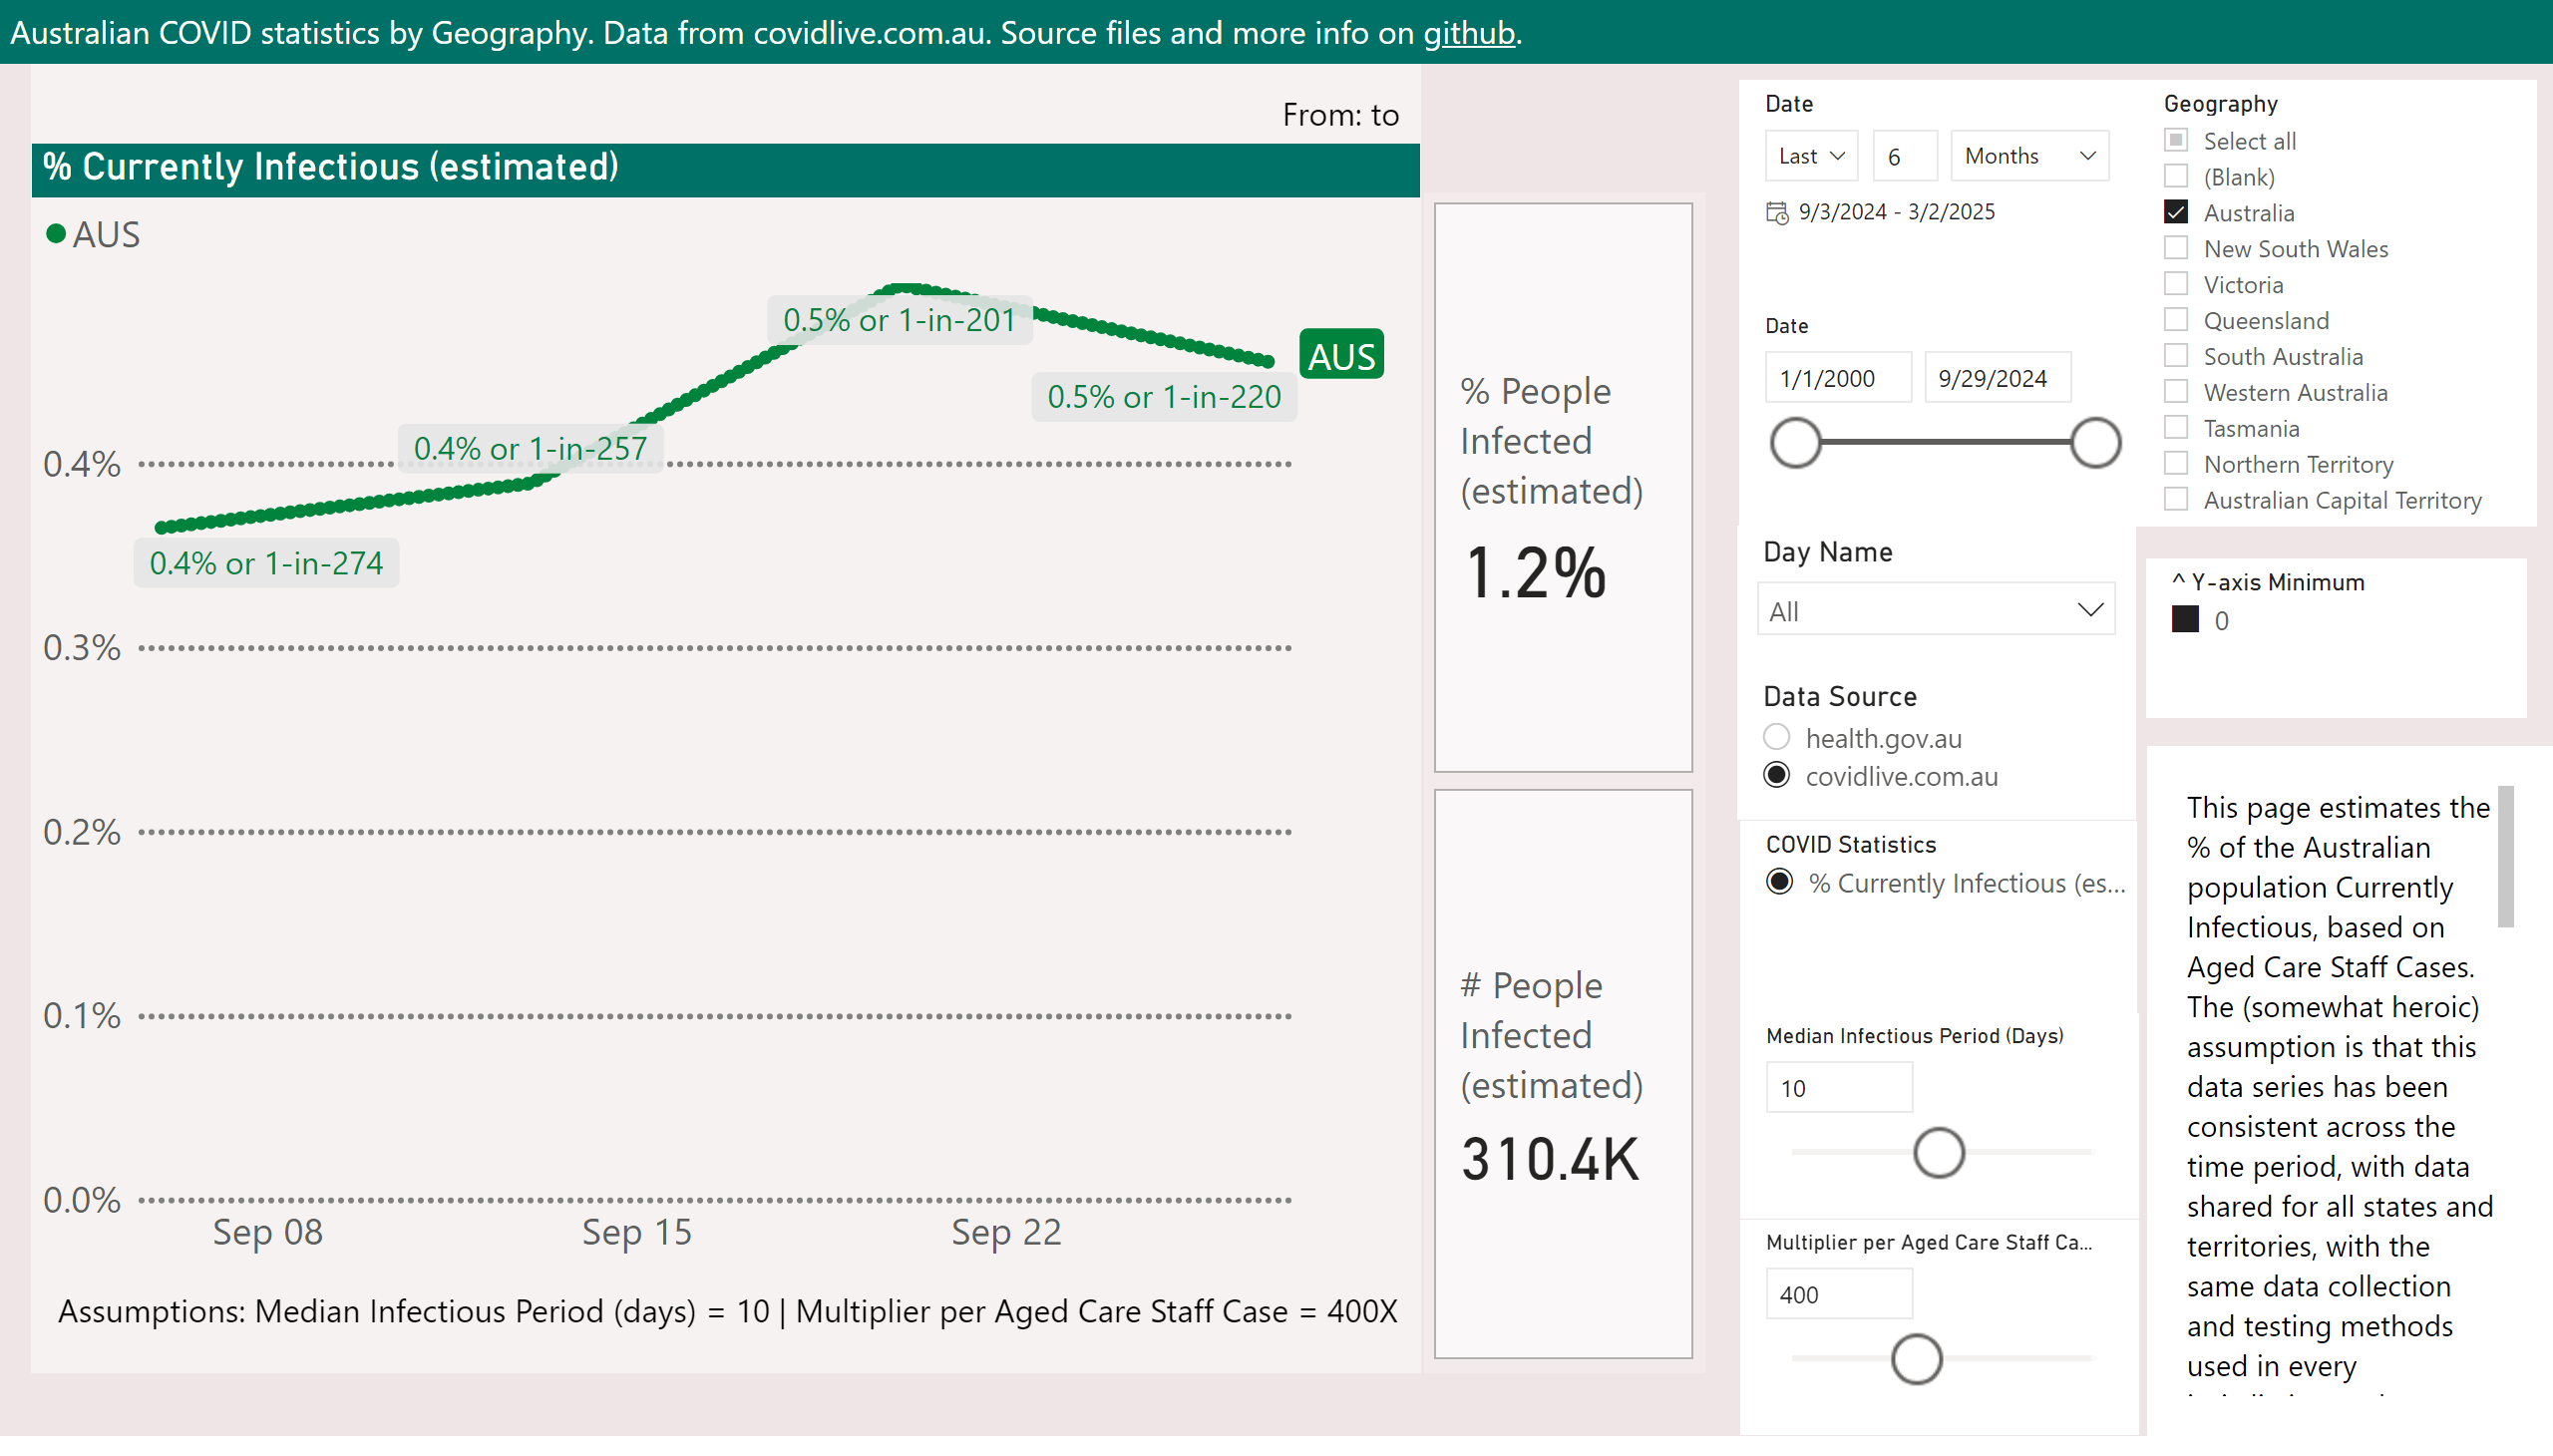 Australian COVID statistics by Geography. Data from covidlive.com.au. Source files and more info on github.
From: to
% Currently Infectious (estimated)
AUS
0.5% or 1-in-201
AUS
0.5% or 1-in-220
0.4% or 1-in-257
0.4%
0.4% or 1-in-274
0.3%
0.2%
0.1%
0.0%
Sep 08
Sep 15
Sep 22
Assumptions: Median Infectious Period (days) = 10 | Multiplier per Aged Care Staff Case = 400X
% People
Infected
(estimated)
1.2%
# People
Infected
(estimated)
310.4K
Date
Last
6
Months
9/3/2024 - 3/2/2025
Date
1/1/2000
9/29/2024
Day Name
All
Data Source
health.gov.au
covidlive.com.au
COVID Statistics
% Currently Infectious (es...
Median Infectious Period (Days)
10
Multiplier per Aged Care Staff Ca...
400
Geography
Select all
(Blank)
Australia
New South Wales
Victoria
Queensland
South Australia
Western Australia
Tasmania
Northern Territory
Australian Capital Territory
^ Y-axis Minimum
0
This page estimates the
% of the Australian
population Currently
Infectious, based on
Aged Care Staff Cases.
The (somewhat heroic)
assumption is that this
data series has been
consistent across the
time period, with data
shared for all states and
territories, with the
same data collection
and testing methods
used in every